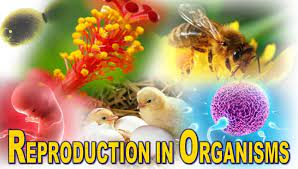 REPRODUCTION IN ORGANISMS